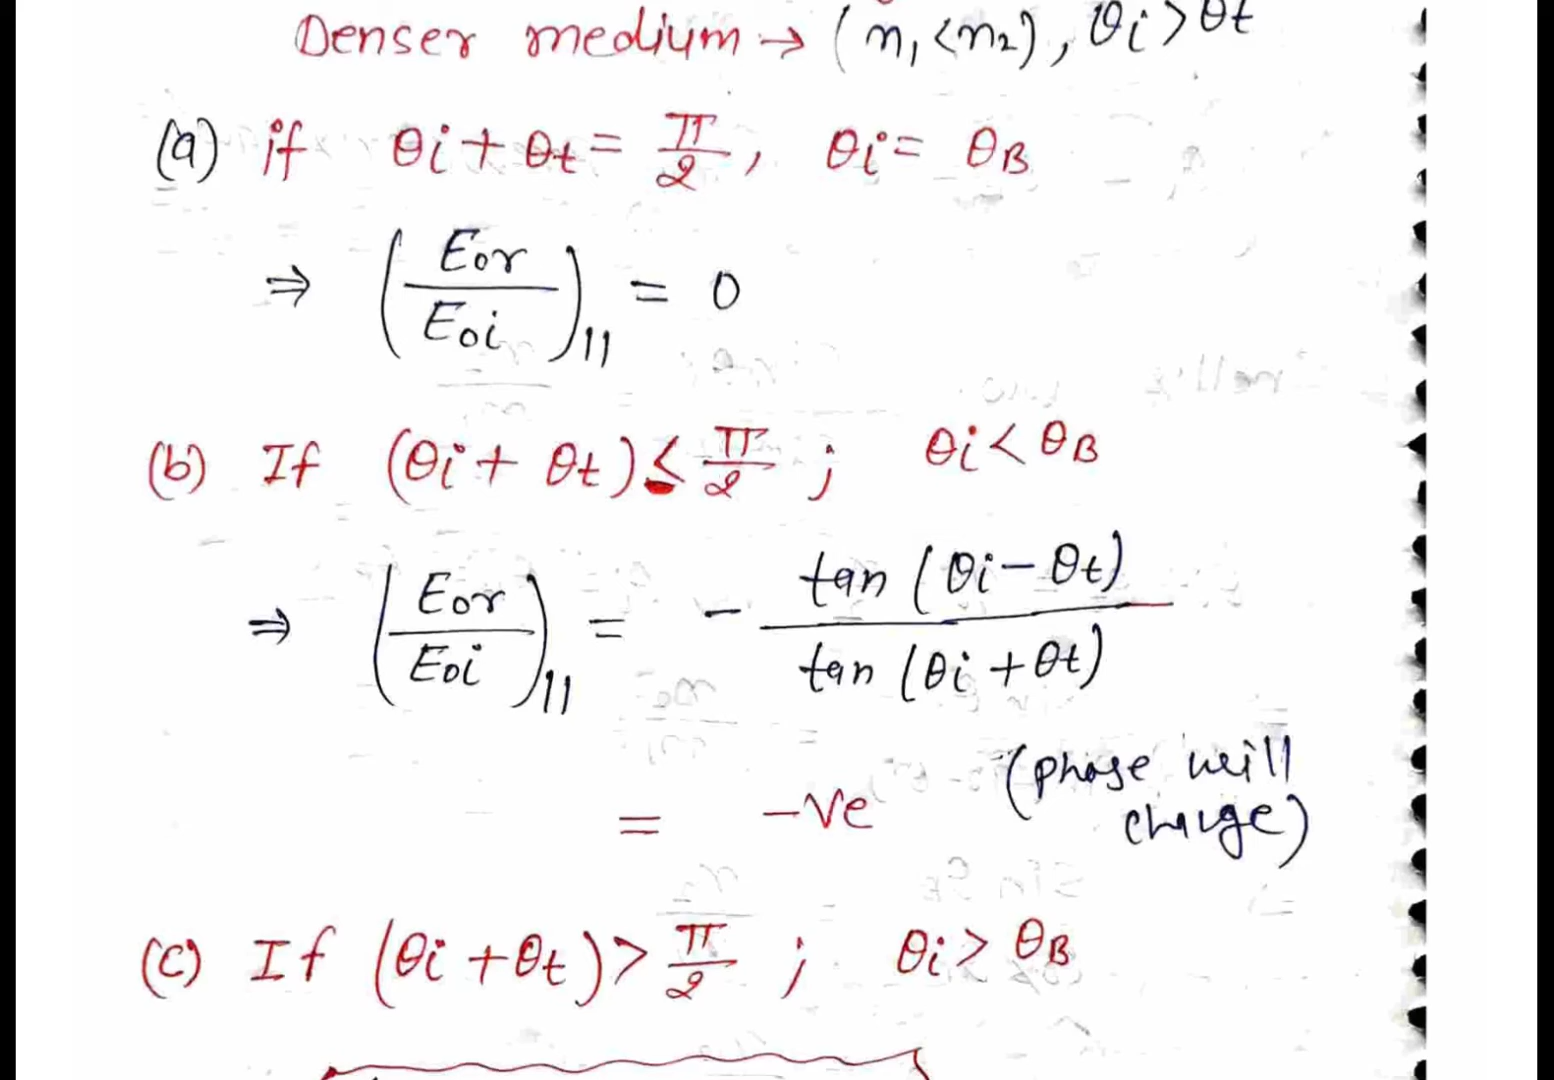 Denser medium → (n₁<n₂), θi>θt
(a) if θi+θt= π/2, θi= θB
⇒ (Eor/Eoi)11 = 0
(b) If (θi+ θt)≤ π/2 ; θi< θB
⇒ (Eor/Eoi)11 = - tan (θi-θt)/tan (θi+θt)
= -ve (phase will
change)
(c) If (θi+θt)> π/2 ; θi> θB